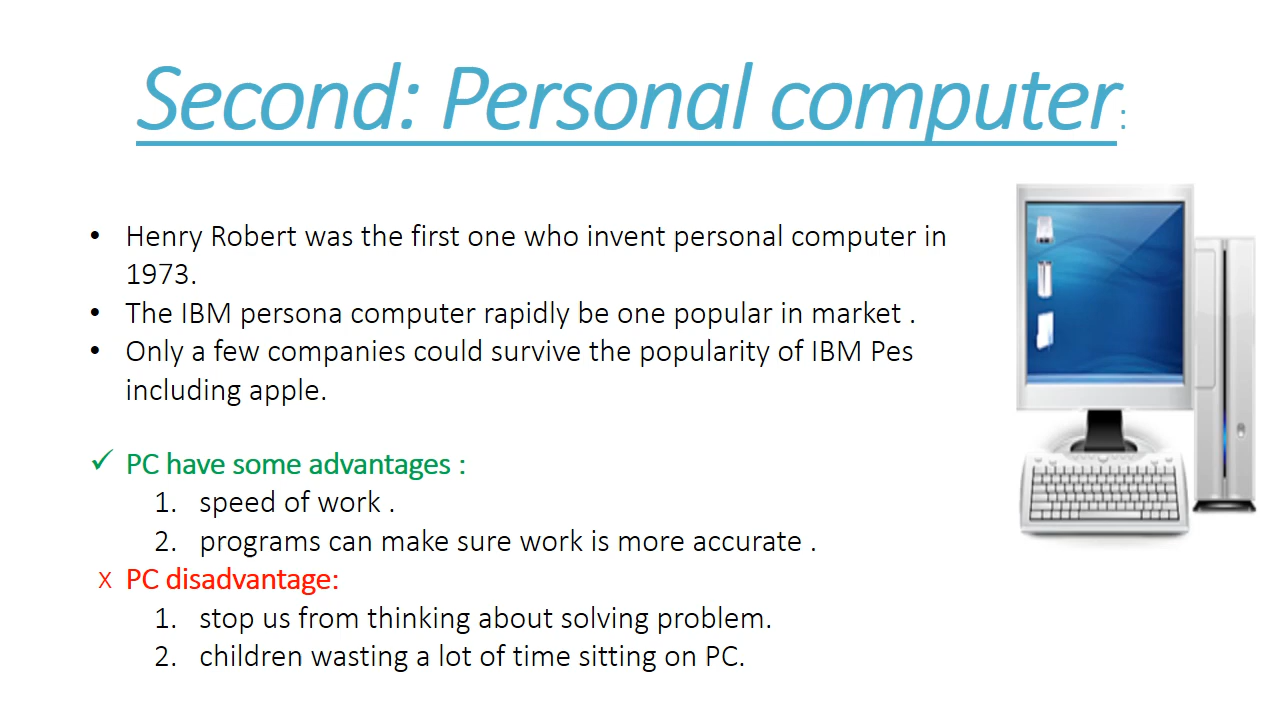 Second: Personal computer:
• Henry Robert was the first one who invent personal computer in
1973.
• The IBM persona computer rapidly be one popular in market .
• Only a few companies could survive the popularity of IBM Pes
including apple.
✓ PC have some advantages :
1. speed of work .
2. programs can make sure work is more accurate .
x PC disadvantage:
1. stop us from thinking about solving problem.
2. children wasting a lot of time sitting on PC.